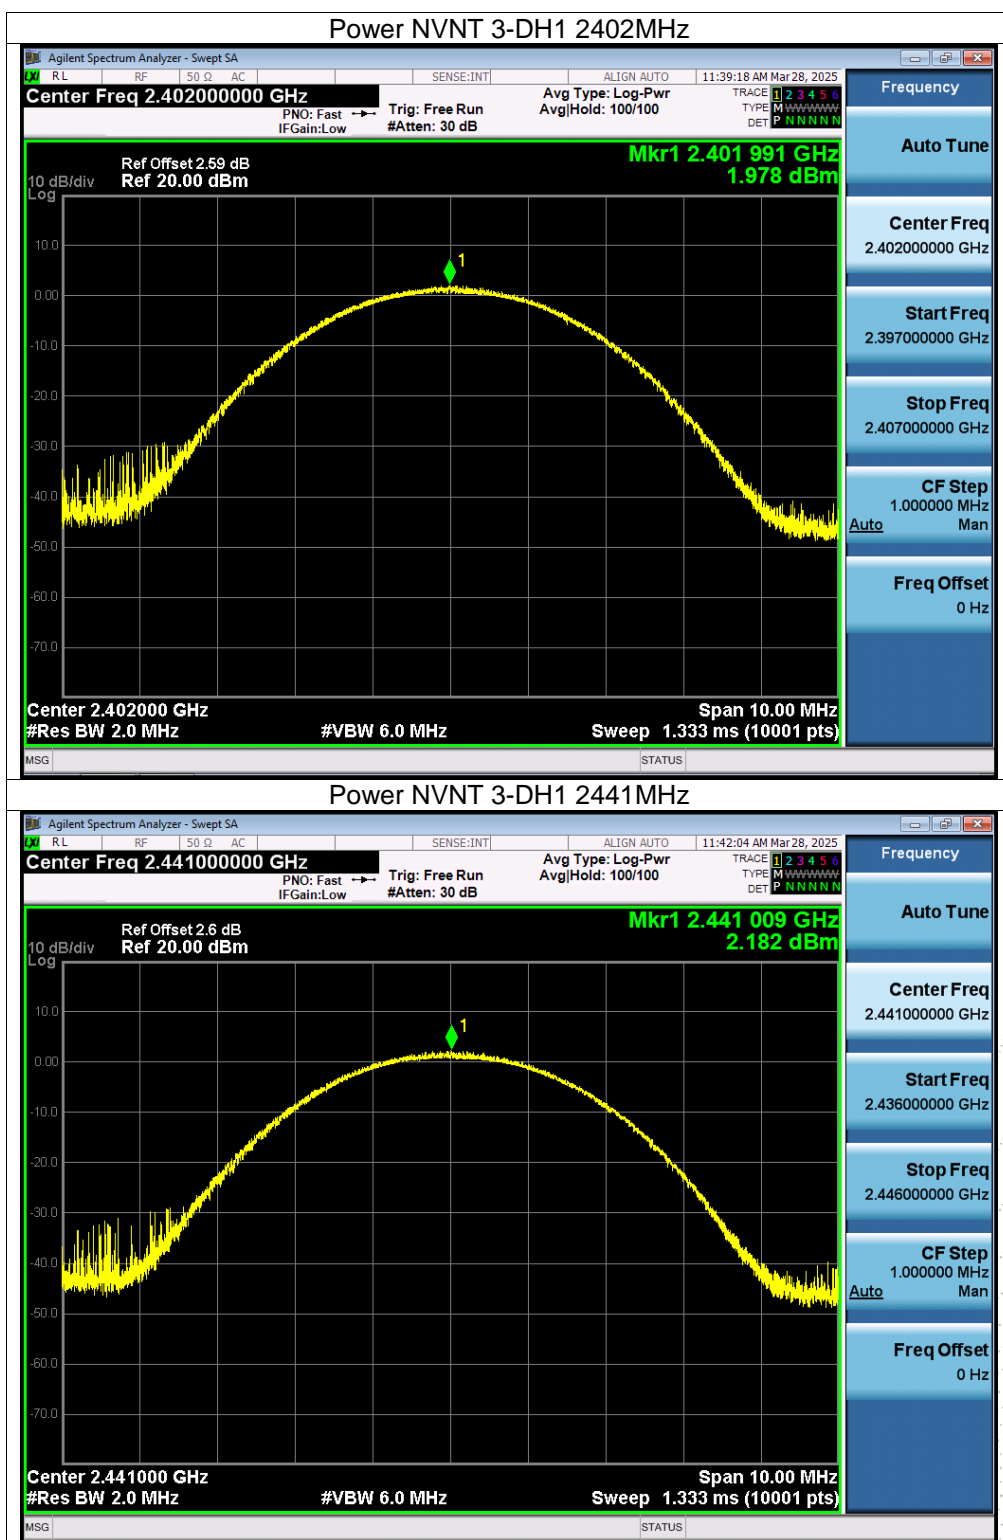 Power NVNT 3-DH1 2402MHz
Agilent Spectrum Analyzer - Swept SA
LXI RL RF 50 Ω AC SENSE:INT ALIGN AUTO 11:39:18 AM Mar 28, 2025
Center Freq 2.402000000 GHz
PNO: Fast
IFGain:Low
Trig: Free Run
#Atten: 30 dB
Avg Type: Log-Pwr
Avg|Hold: 100/100
TRACE 1 2 3 4 5 6
TYPE M W W W W W
DET P N N N N N
Frequency
Auto Tune
Center Freq
2.402000000 GHz
Start Freq
2.397000000 GHz
Stop Freq
2.407000000 GHz
CF Step
1.000000 MHz
Auto Man
Freq Offset
0 Hz
Mkr1 2.401 991 GHz
1.978 dBm
Ref Offset 2.59 dB
10 dB/div Ref 20.00 dBm
Log
1
10.0
0.00
-10.0
-20.0
-30.0
-40.0
-50.0
-60.0
-70.0
Center 2.402000 GHz Span 10.00 MHz
#Res BW 2.0 MHz #VBW 6.0 MHz Sweep 1.333 ms (10001 pts)
MSG STATUS
Power NVNT 3-DH1 2441MHz
Agilent Spectrum Analyzer - Swept SA
LXI RL RF 50 Ω AC SENSE:INT ALIGN AUTO 11:42:04 AM Mar 28, 2025
Center Freq 2.441000000 GHz
PNO: Fast
IFGain:Low
Trig: Free Run
#Atten: 30 dB
Avg Type: Log-Pwr
Avg|Hold: 100/100
TRACE 1 2 3 4 5 6
TYPE M W W W W W
DET P N N N N N
Frequency
Auto Tune
Center Freq
2.441000000 GHz
Start Freq
2.436000000 GHz
Stop Freq
2.446000000 GHz
CF Step
1.000000 MHz
Auto Man
Freq Offset
0 Hz
Mkr1 2.441 009 GHz
2.182 dBm
Ref Offset 2.6 dB
10 dB/div Ref 20.00 dBm
Log
1
10.0
0.00
-10.0
-20.0
-30.0
-40.0
-50.0
-60.0
-70.0
Center 2.441000 GHz Span 10.00 MHz
#Res BW 2.0 MHz #VBW 6.0 MHz Sweep 1.333 ms (10001 pts)
MSG STATUS